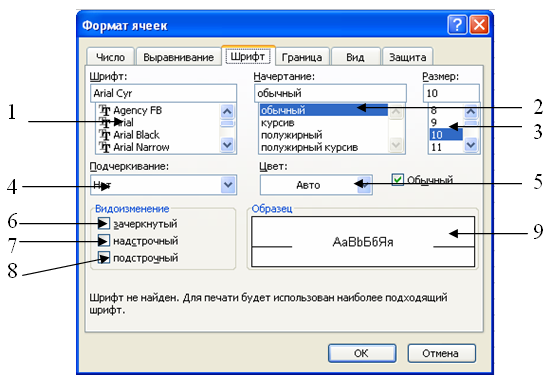 Формат ячеек
Число Выравнивание Шрифт Граница Вид Защита
Шрифт: Начертание: Размер:
Arial Cyr обычный 10
1 Agency FB обычный 8 2
Arial курсив 9 3
Arial Black полужирный 10
Arial Narrow полужирный курсив 11
Подчеркивание: Цвет:
4 Нет Авто Обычный 5
Видоизменение Образец
6 зачеркнутый
7 надстрочный АаВbБбЯя 9
8 подстрочный
Шрифт не найден. Для печати будет использован наиболее подходящий
шрифт.
ОК Отмена